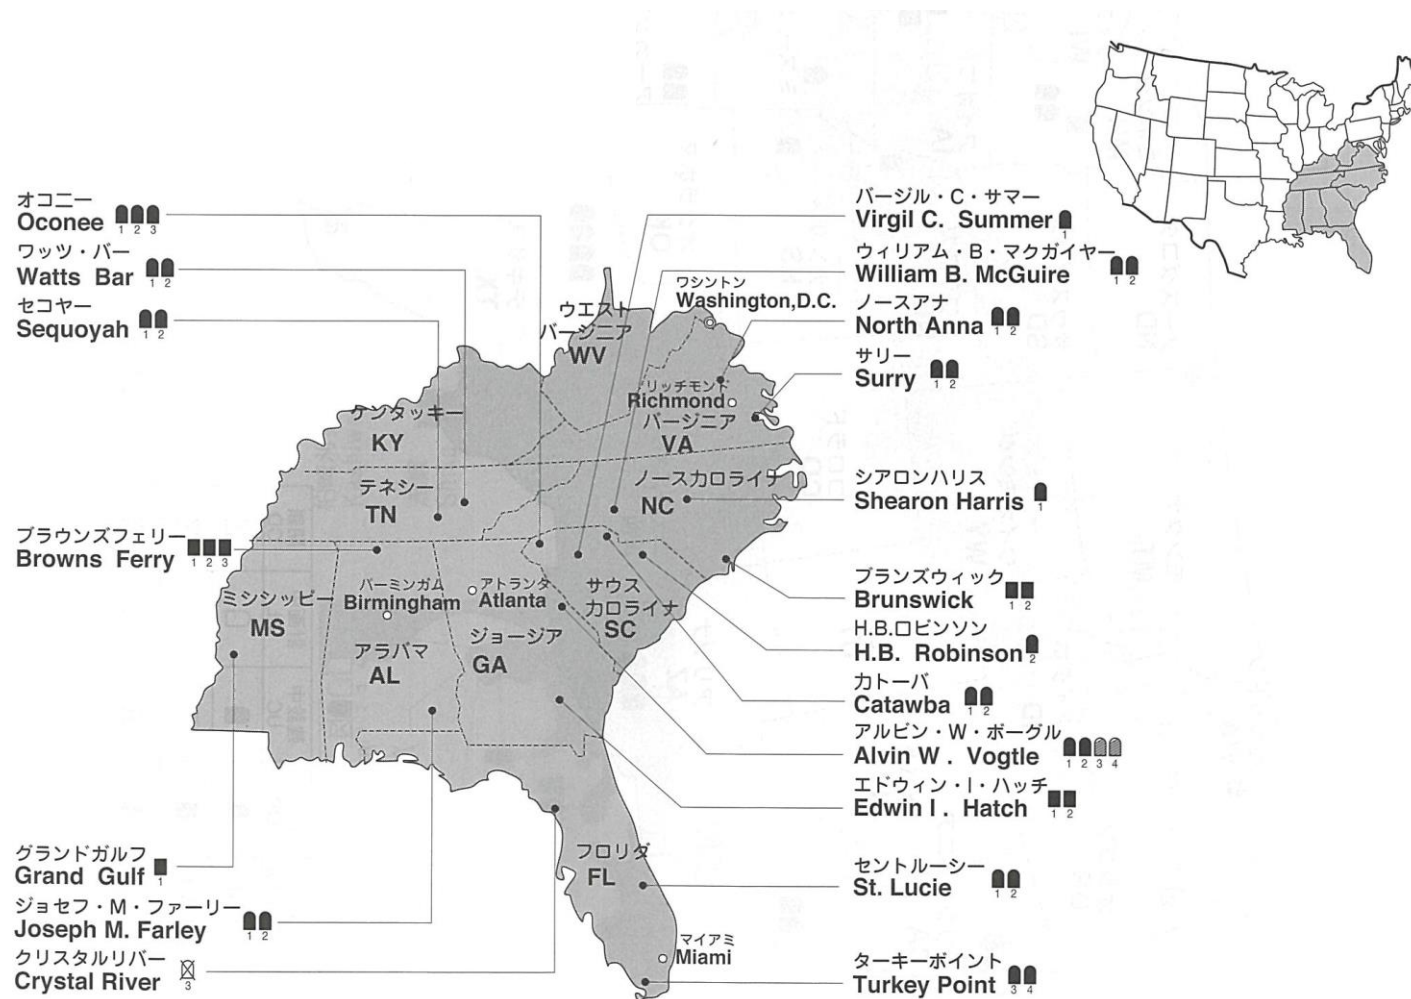 オコニー
Oconee
1 2 3
ワッツ・バー
Watts Bar
1 2
セコヤー
Sequoyah
1 2
ブラウンズフェリー
Browns Ferry
1 2 3
グランドガルフ
Grand Gulf
1
ジョセフ・M・ファーリー
Joseph M. Farley
1 2
クリスタルリバー
Crystal River
3
ウエスト
バージニア
WV
ワシントン
Washington,D.C.
リッチモンド
Richmond
バージニア
VA
ケンタッキー
KY
テネシー
TN
ノースカロライナ
NC
ミシシッピー
MS
バーミンガム
Birmingham
アトランタ
Atlanta
サウス
カロライナ
SC
アラバマ
AL
ジョージア
GA
フロリダ
FL
マイアミ
Miami
バージル・C・サマー
Virgil C. Summer
1
ウィリアム・B・マクガイヤー
William B. McGuire
1 2
ノースアナ
North Anna
1 2
サリー
Surry
1 2
シアロンハリス
Shearon Harris
1
ブランズウィック
Brunswick
1 2
H.B.ロビンソン
H.B. Robinson
2
カトーバ
Catawba
1 2
アルビン・W・ボーグル
Alvin W. Vogtle
1 2 3 4
エドウィン・I・ハッチ
Edwin I. Hatch
1 2
セントルーシー
St. Lucie
1 2
ターキーポイント
Turkey Point
3 4